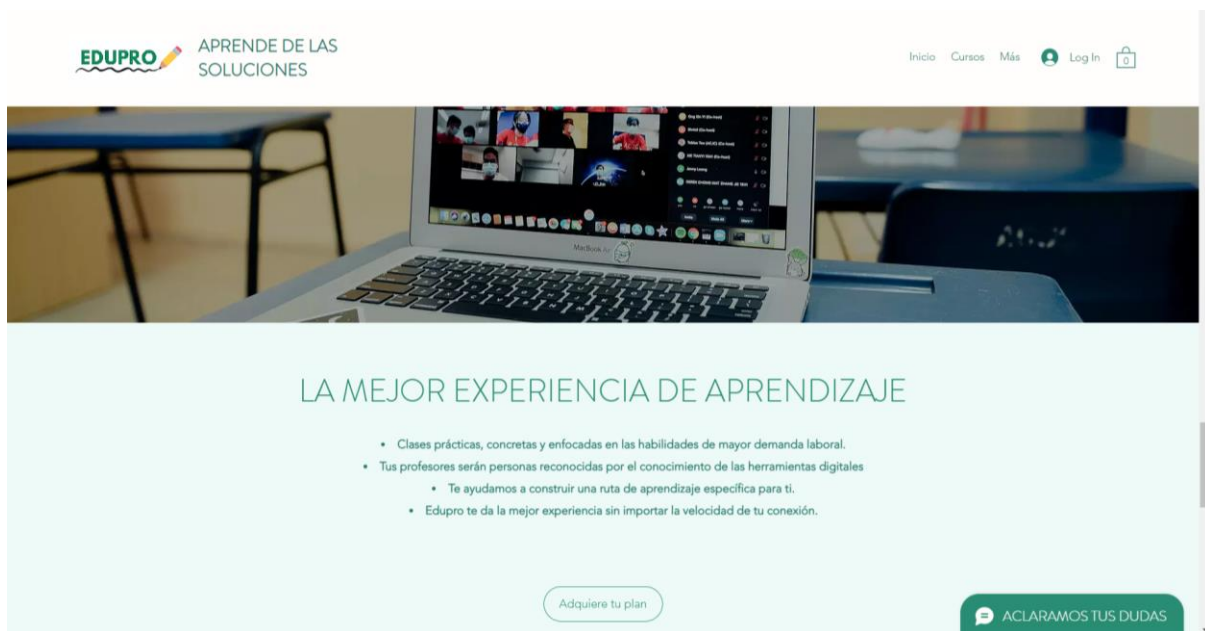 EDUPRO
APRENDE DE LAS
SOLUCIONES
Inicio Cursos Más Log In 0
MacBook Air
LA MEJOR EXPERIENCIA DE APRENDIZAJE
• Clases prácticas, concretas y enfocadas en las habilidades de mayor demanda laboral.
• Tus profesores serán personas reconocidas por el conocimiento de las herramientas digitales
• Te ayudamos a construir una ruta de aprendizaje específica para ti.
• Edupro te da la mejor experiencia sin importar la velocidad de tu conexión.
Adquiere tu plan
ACLARAMOS TUS DUDAS